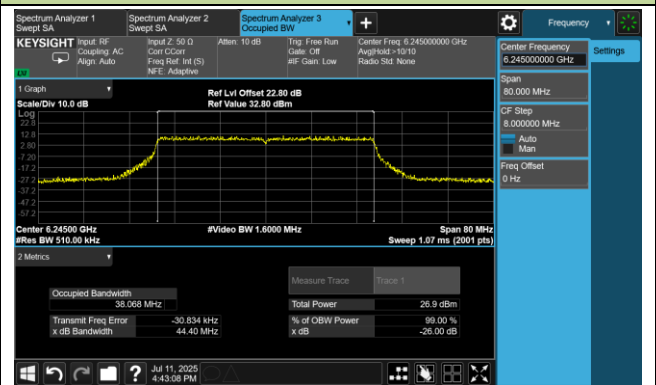 Spectrum Analyzer 1
Swept SA
Spectrum Analyzer 2
Swept SA
Spectrum Analyzer 3
Occupied BW
Frequency
KEYSIGHT
Input: RF
Coupling: AC
Align: Auto
Input Z: 50 Ω
Corr CCorr
Freq Ref: Int (S)
NFE: Adaptive
Atten: 10 dB
Trig: Free Run
Gate: Off
#IF Gain: Low
Center Freq: 6.245000000 GHz
Avg|Hold:>10/10
Radio Std: None
Center Frequency
6.245000000 GHz
Settings
Span
80.000 MHz
CF Step
8.000000 MHz
Auto
Man
Freq Offset
0 Hz
1 Graph
Scale/Div 10.0 dB
Ref Lvl Offset 22.80 dB
Ref Value 32.80 dBm
Log
22.8
12.8
2.80
-7.20
-17.2
-27.2
-37.2
-47.2
-57.2
Center 6.24500 GHz
#Res BW 510.00 kHz
#Video BW 1.6000 MHz
Span 80 MHz
Sweep 1.07 ms (2001 pts)
2 Metrics
Measure Trace
Trace 1
Occupied Bandwidth
38.068 MHz
Total Power
26.9 dBm
Transmit Freq Error
-30.834 kHz
% of OBW Power
99.00 %
x dB Bandwidth
44.40 MHz
x dB
-26.00 dB
Jul 11, 2025
4:43:08 PM